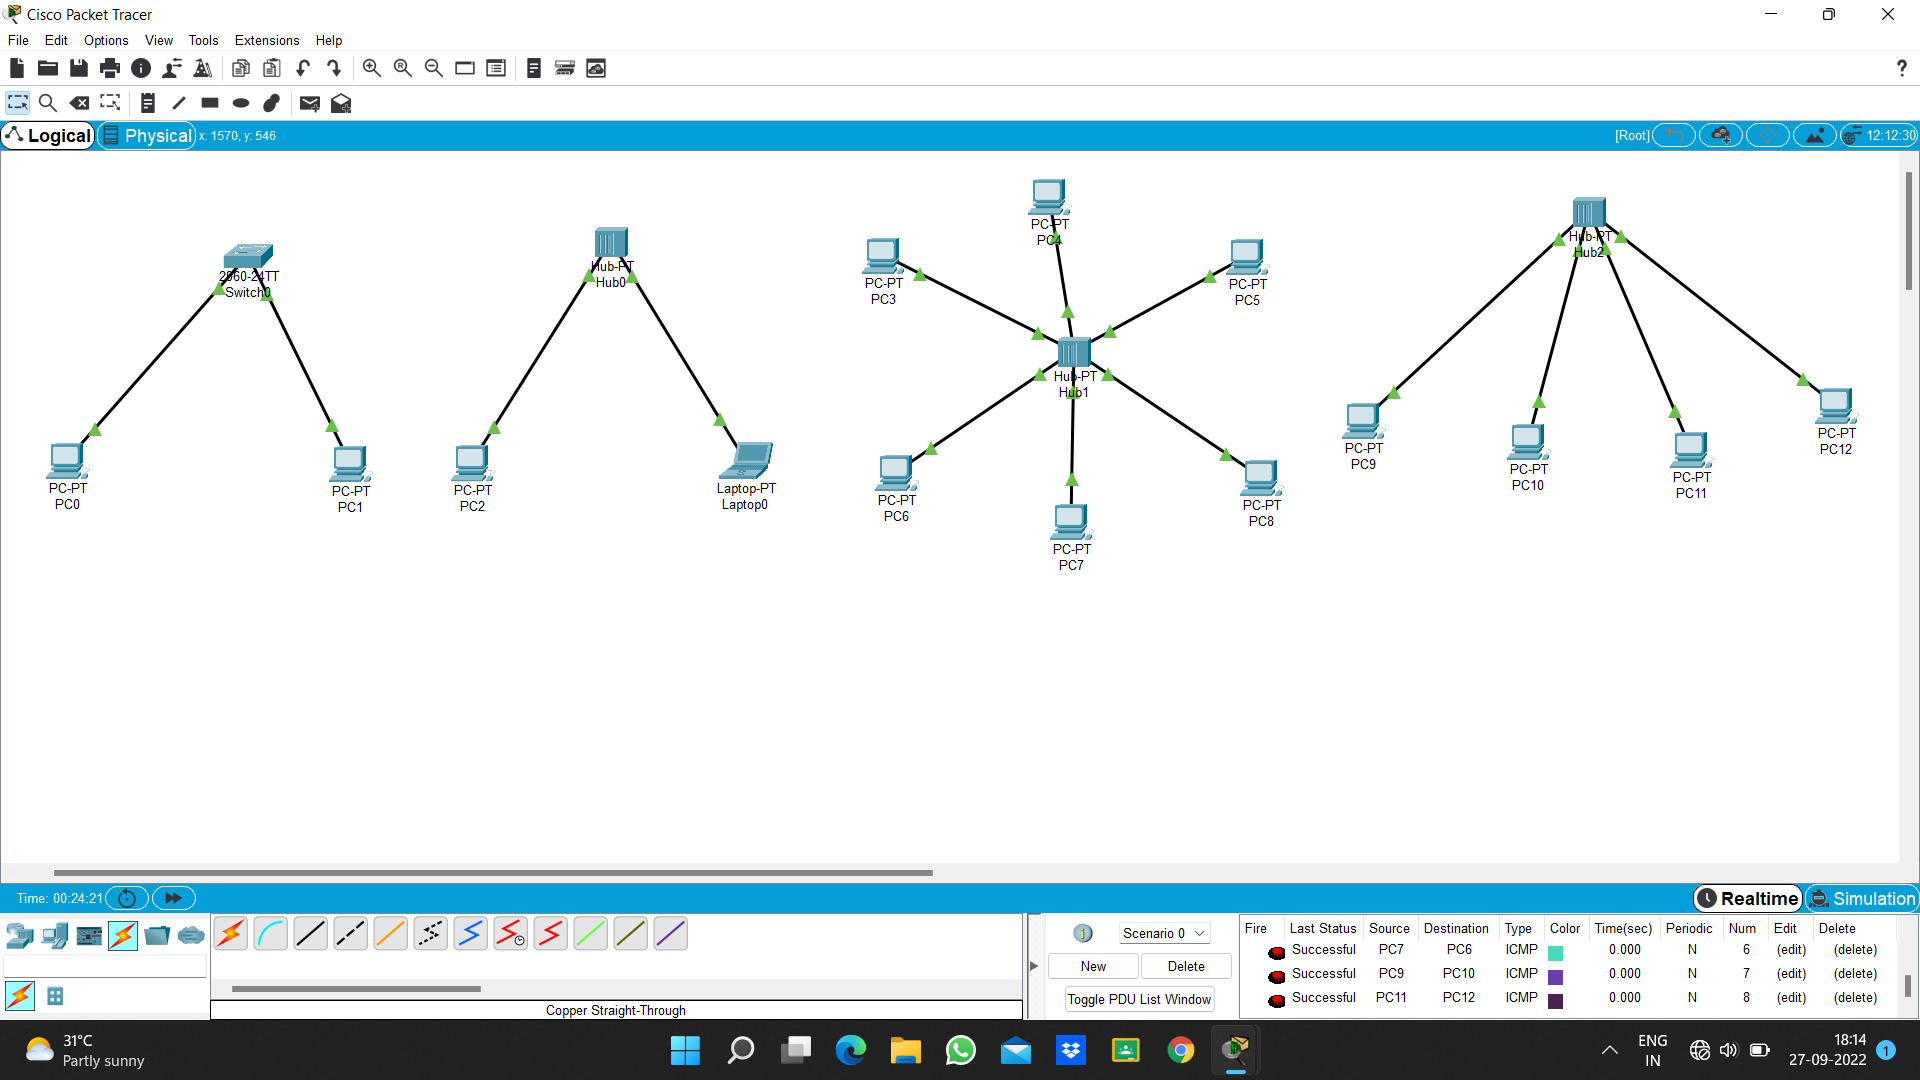 Cisco Packet Tracer
File Edit Options View Tools Extensions Help
?
Logical Physical x: 1570, y: 546 [Root] 12:12:30
2960-24TT
Switch0
PC-PT
PC0
PC-PT
PC1
Hub-PT
Hub0
PC-PT
PC2
Laptop-PT
Laptop0
PC-PT
PC4
PC-PT
PC3
PC-PT
PC5
Hub-PT
Hub1
PC-PT
PC6
PC-PT
PC7
PC-PT
PC8
Hub-PT
Hub2
PC-PT
PC9
PC-PT
PC10
PC-PT
PC11
PC-PT
PC12
Time: 00:24:21 Realtime Simulation
Copper Straight-Through
Scenario 0
New Delete
Toggle PDU List Window
Fire Last Status Source Destination Type Color Time(sec) Periodic Num Edit Delete
Successful PC7 PC6 ICMP 0.000 N 6 (edit) (delete)
Successful PC9 PC10 ICMP 0.000 N 7 (edit) (delete)
Successful PC11 PC12 ICMP 0.000 N 8 (edit) (delete)
31°C
Partly sunny
ENG
IN
18:14
27-09-2022
1